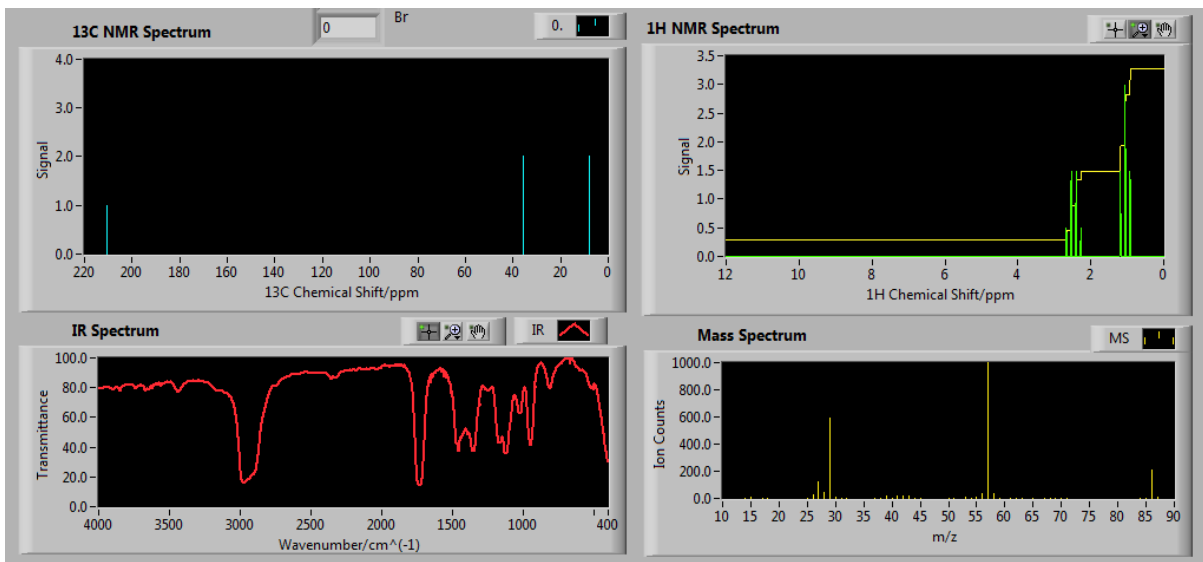 13C NMR Spectrum
0
Br
0.
4.0
3.0
2.0
1.0
0.0
Signal
220 200 180 160 140 120 100 80 60 40 20 0
13C Chemical Shift/ppm
1H NMR Spectrum
3.5
3.0
2.5
2.0
1.5
1.0
0.5
0.0
Signal
12 10 8 6 4 2 0
1H Chemical Shift/ppm
IR Spectrum
IR
100.0
80.0
60.0
40.0
20.0
0.0
Transmittance
4000 3000 2000 1000 400
Wavenumber/cm^(-1)
Mass Spectrum
MS
1000.0
800.0
600.0
400.0
200.0
0.0
Ion Counts
10 15 20 25 30 35 40 45 50 55 60 65 70 75 80 85 90
m/z